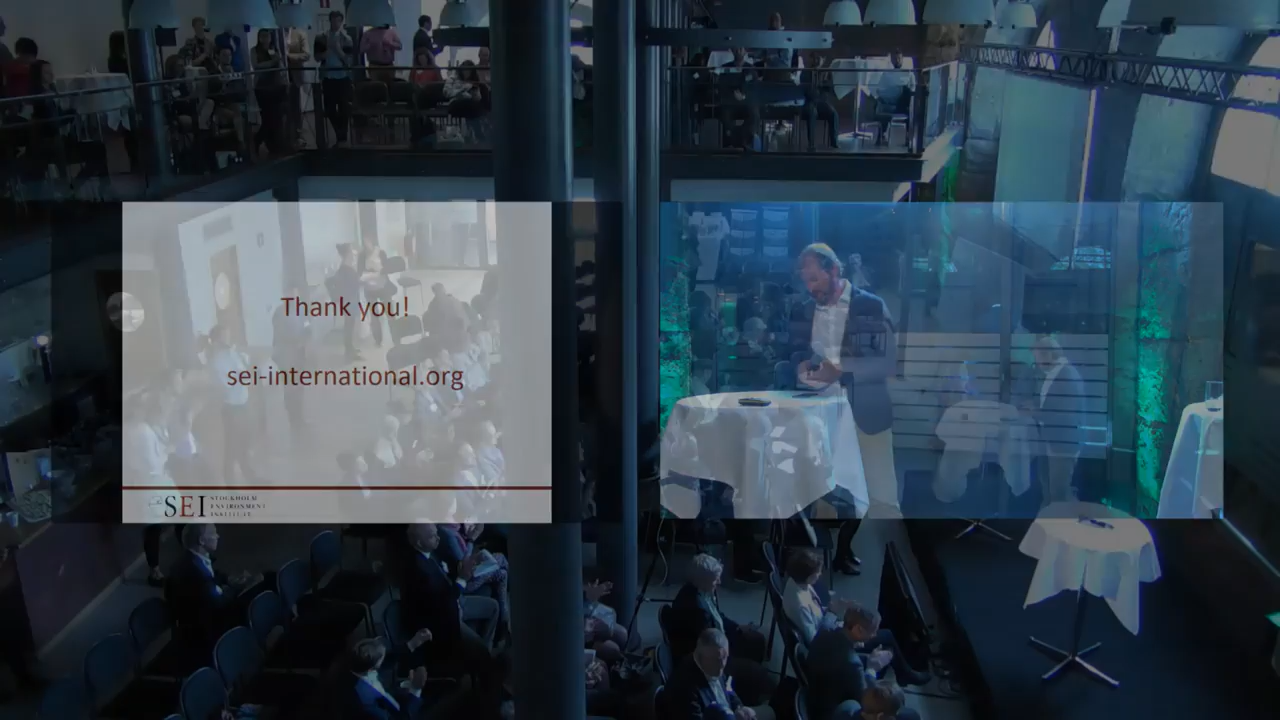 Thank you!
sei-international.org
SEI STOCKHOLM
ENVIRONMENT
INSTITUTE